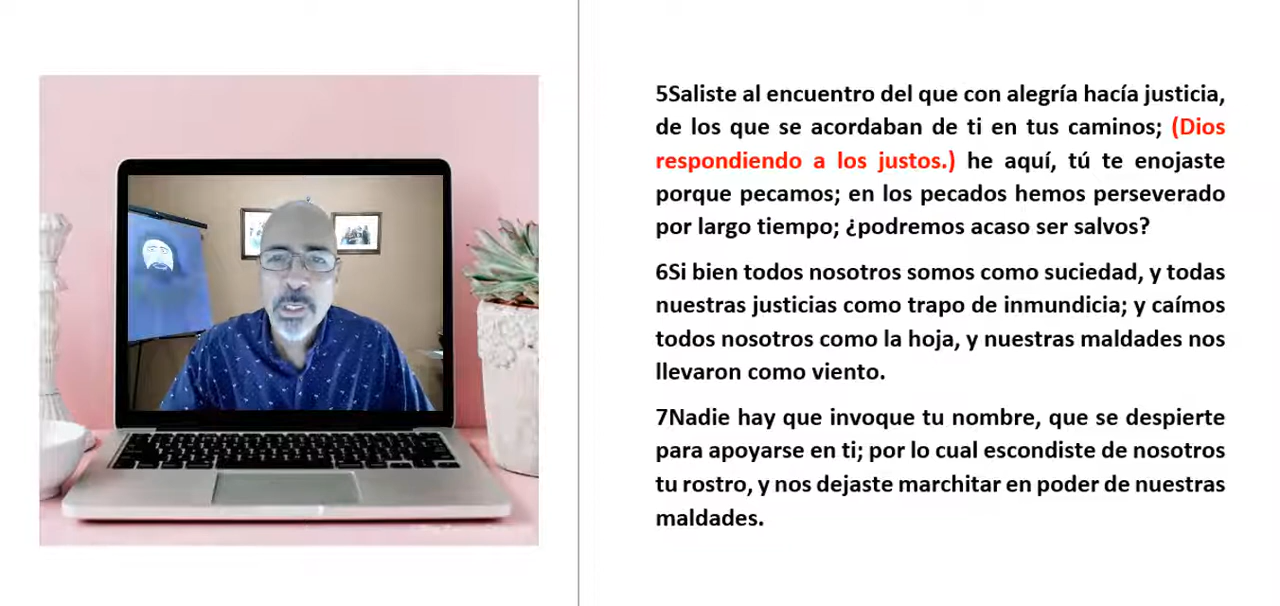 5Saliste al encuentro del que con alegría hacía justicia,
de los que se acordaban de ti en tus caminos; (Dios
respondiendo a los justos.) he aquí, tú te enojaste
porque pecamos; en los pecados hemos perseverado
por largo tiempo; ¿podremos acaso ser salvos?
6Si bien todos nosotros somos como suciedad, y todas
nuestras justicias como trapo de inmundicia; y caímos
todos nosotros como la hoja, y nuestras maldades nos
llevaron como viento.
7Nadie hay que invoque tu nombre, que se despierte
para apoyarse en ti; por lo cual escondiste de nosotros
tu rostro, y nos dejaste marchitar en poder de nuestras
maldades.